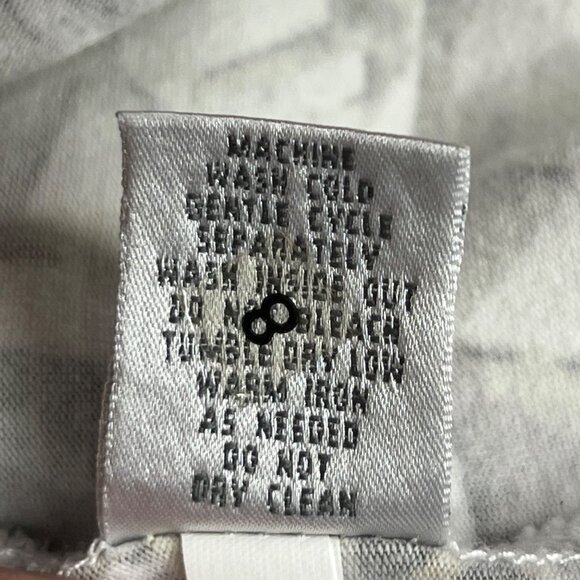 MACHINE
WASH COLD
GENTLE CYCLE
SEPARATELY
WASH INSIDE OUT
DO NOT BLEACH
8
TUMBLE DRY LOW
WARM IRON
AS NEEDED
DO NOT
DRY CLEAN